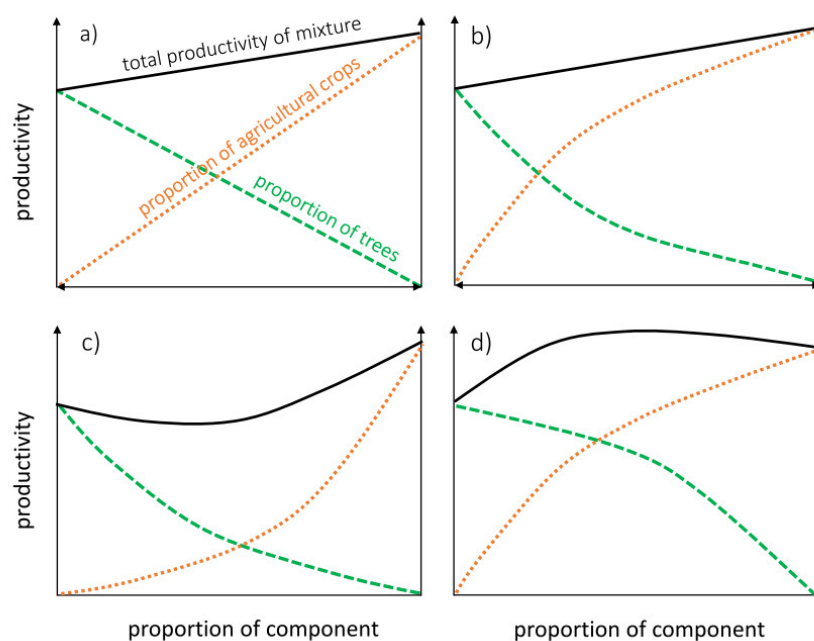 a)
total productivity of mixture
proportion of agricultural crops
proportion of trees
productivity
b)
c)
productivity
proportion of component
d)
proportion of component